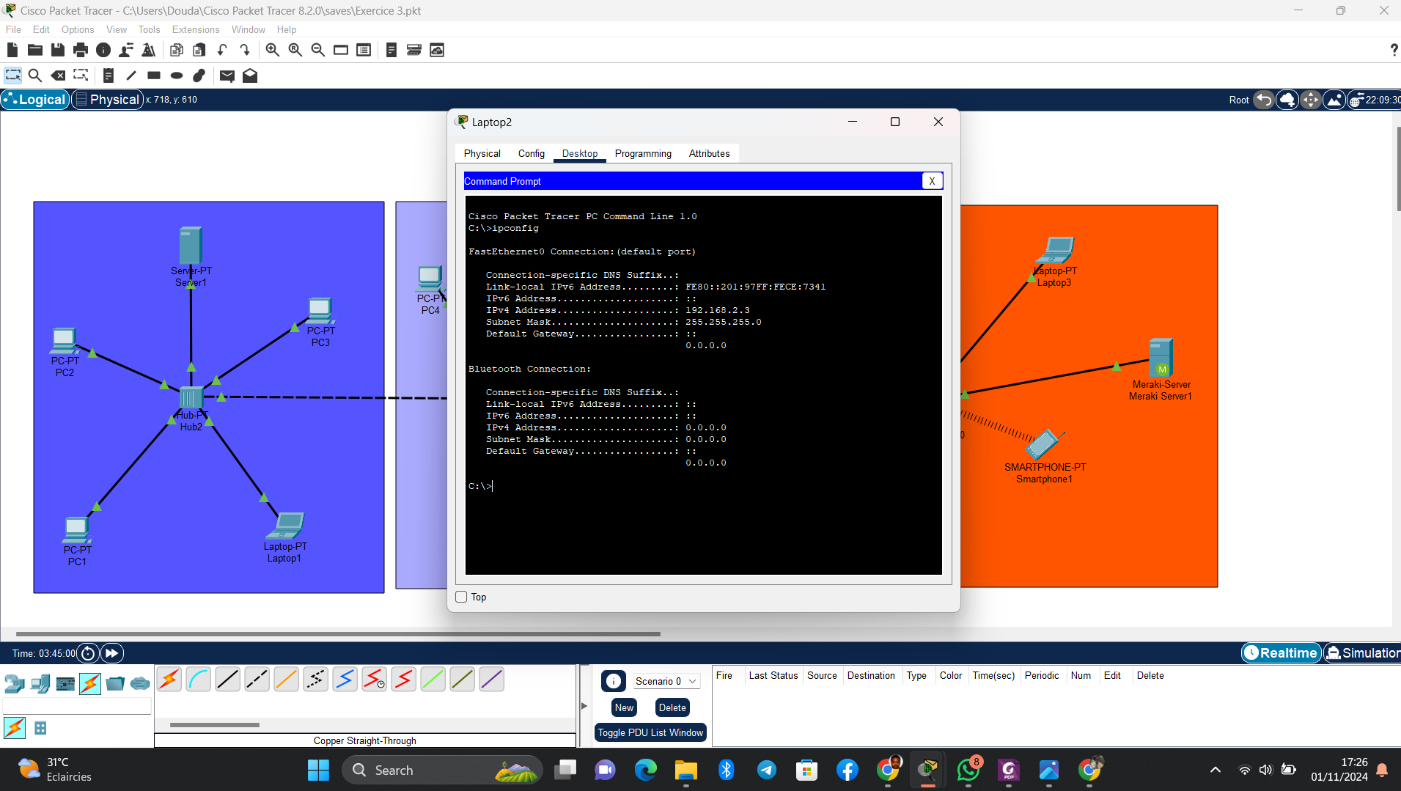 Cisco Packet Tracer - C:\Users\Douda\Cisco Packet Tracer 8.2.0\saves\Exercice 3.pkt
File Edit Options View Tools Extensions Window Help
?
Logical Physical x: 718, y: 610 Root 22:09:30
Laptop2
Physical Config Desktop Programming Attributes
Command Prompt X
Cisco Packet Tracer PC Command Line 1.0
C:\>ipconfig
FastEthernet0 Connection:(default port)
Connection-specific DNS Suffix..:
Link-local IPv6 Address.........: FE80::201:97FF:FECE:7341
IPv6 Address....................: ::
IPv4 Address....................: 192.168.2.3
Subnet Mask.....................: 255.255.255.0
Default Gateway.................: ::
0.0.0.0
Bluetooth Connection:
Connection-specific DNS Suffix..:
Link-local IPv6 Address.........: ::
IPv6 Address....................: ::
IPv4 Address....................: 0.0.0.0
Subnet Mask.....................: 0.0.0.0
Default Gateway.................: ::
0.0.0.0
C:\>
Top
Server-PT
Server1
PC-PT
PC3
PC-PT
PC2
Hub-PT
Hub2
PC-PT
PC1
Laptop-PT
Laptop1
PC-PT
PC4
Laptop-PT
Laptop3
M
Meraki-Server
Meraki Server1
0
SMARTPHONE-PT
Smartphone1
Time: 03:45:00 Realtime Simulation
Scenario 0
New Delete
Toggle PDU List Window
Fire Last Status Source Destination Type Color Time(sec) Periodic Num Edit Delete
Copper Straight-Through
31°C
Eclaircies
Search
8
17:26
01/11/2024